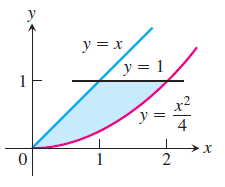 y
y = x
y = 1
1
y = x²/4
x
0
1
2